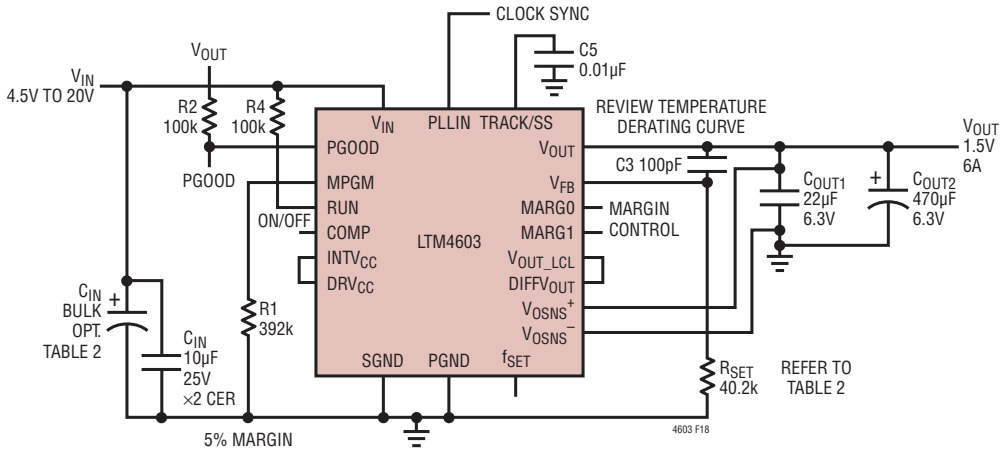 CLOCK SYNC
C5
0.01µF
VOUT
VIN
4.5V TO 20V
R2
100k
R4
100k
REVIEW TEMPERATURE
DERATING CURVE
VIN
PLLIN
TRACK/SS
VOUT
1.5V
6A
PGOOD
VOUT
C3 100pF
PGOOD
MPGM
VFB
COUT1
22µF
6.3V
+
COUT2
470µF
6.3V
RUN
MARG0
MARGIN
CONTROL
ON/OFF
COMP
LTM4603
MARG1
INTVCC
VOUT_LCL
DRVCC
DIFFVOUT
CIN
BULK
OPT.
TABLE 2
+
R1
392k
VOSNS+
VOSNS–
CIN
10µF
25V
×2 CER
SGND
PGND
fSET
RSET
40.2k
REFER TO
TABLE 2
5% MARGIN
4603 F18